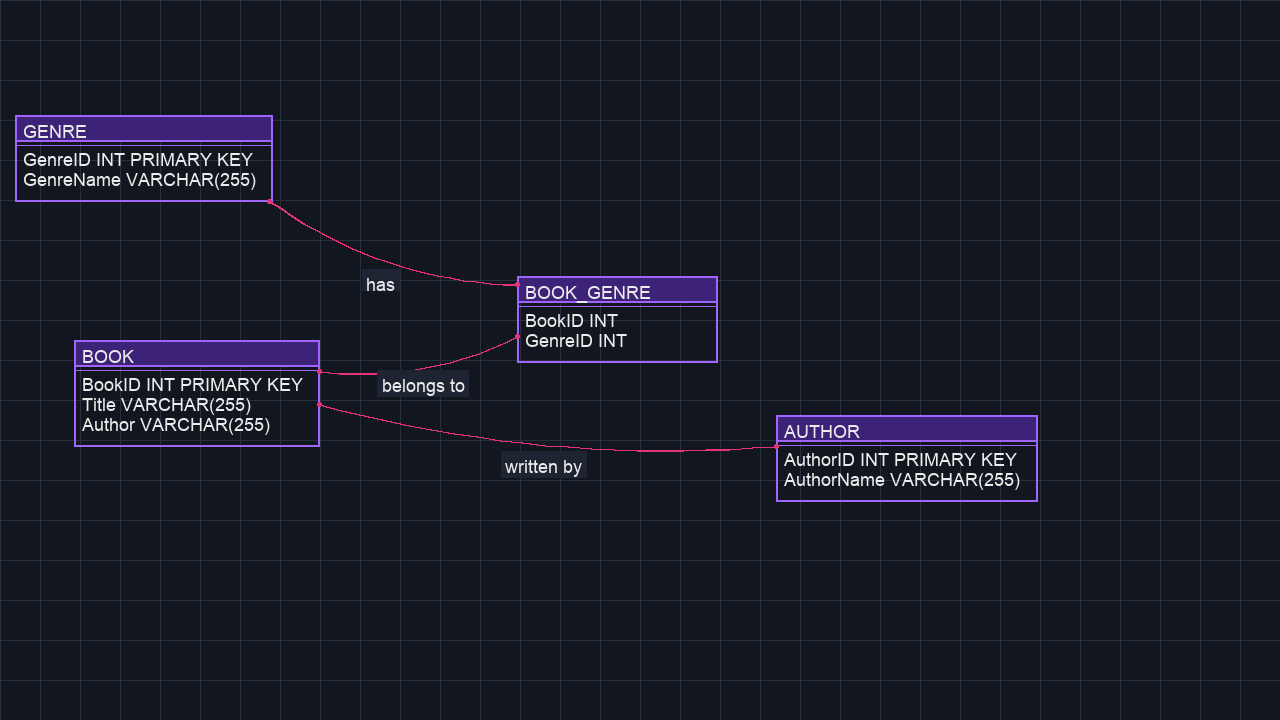 GENRE
GenreID INT PRIMARY KEY
GenreName VARCHAR(255)
has
BOOK_GENRE
BookID INT
GenreID INT
BOOK
BookID INT PRIMARY KEY
Title VARCHAR(255)
Author VARCHAR(255)
belongs to
written by
AUTHOR
AuthorID INT PRIMARY KEY
AuthorName VARCHAR(255)